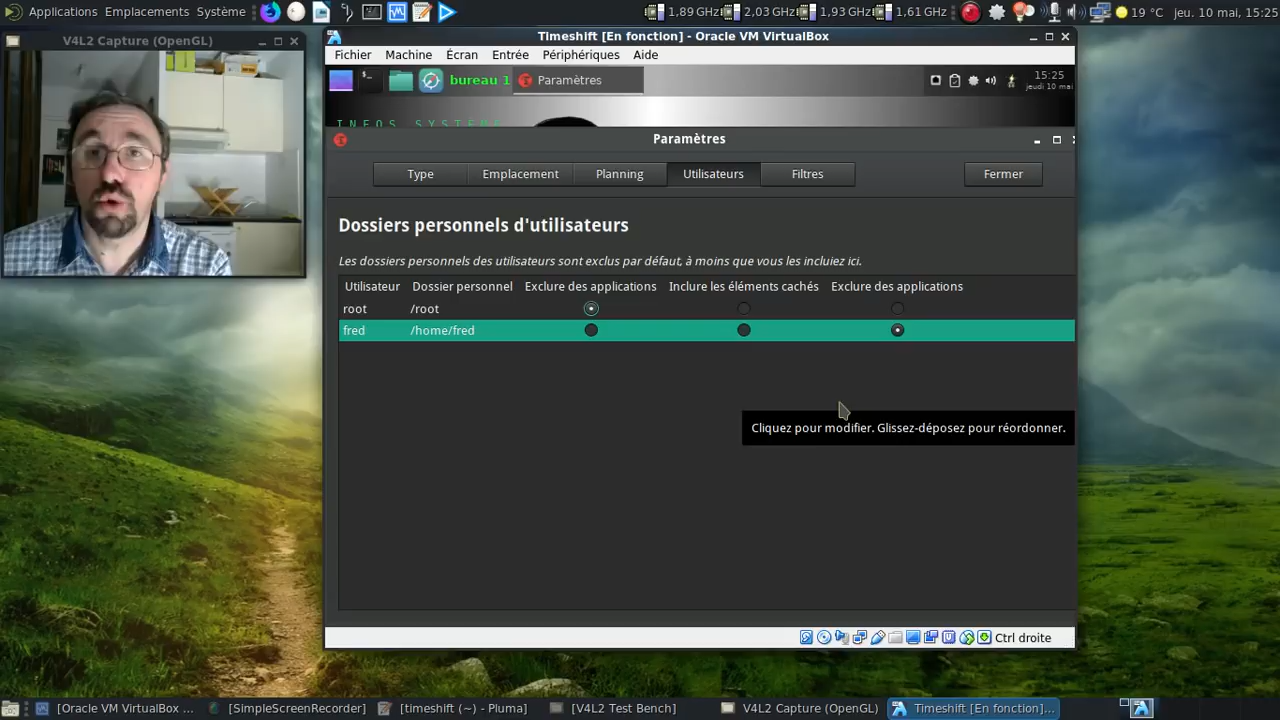 Applications Emplacements Système 1,89 GHz 2,03 GHz 1,93 GHz 1,61 GHz 19 °C jeu. 10 mai, 15:25
V4L2 Capture (OpenGL)
Timeshift [En fonction] - Oracle VM VirtualBox
Fichier Machine Écran Entrée Périphériques Aide
bureau 1 Paramètres 15:25
jeudi 10 mai
INFOS SYSTÈME
Paramètres
Type Emplacement Planning Utilisateurs Filtres Fermer
Dossiers personnels d'utilisateurs
Les dossiers personnels des utilisateurs sont exclus par défaut, à moins que vous les incluiez ici.
Utilisateur Dossier personnel Exclure des applications Inclure les éléments cachés Exclure des applications
root /root
fred /home/fred
Cliquez pour modifier. Glissez-déposez pour réordonner.
Ctrl droite
[Oracle VM VirtualBox ... [SimpleScreenRecorder] [timeshift (~) - Pluma] [V4L2 Test Bench] V4L2 Capture (OpenGL) Timeshift [En fonction]...